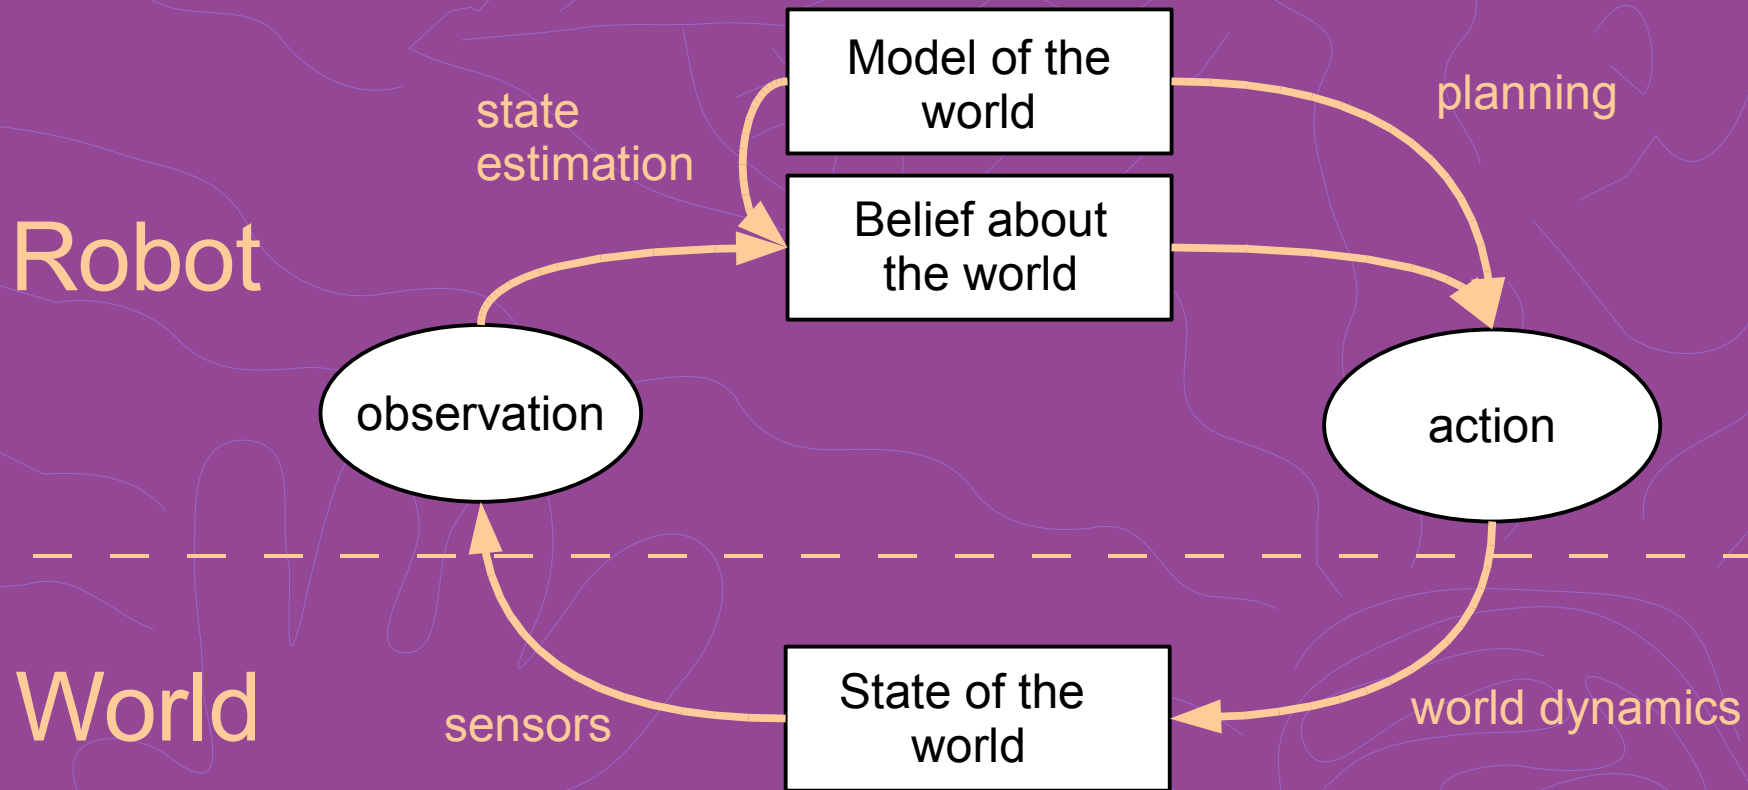 Model of the
world
planning
state
estimation
Belief about
the world
Robot
observation
action
State of the
world
World
sensors
world dynamics